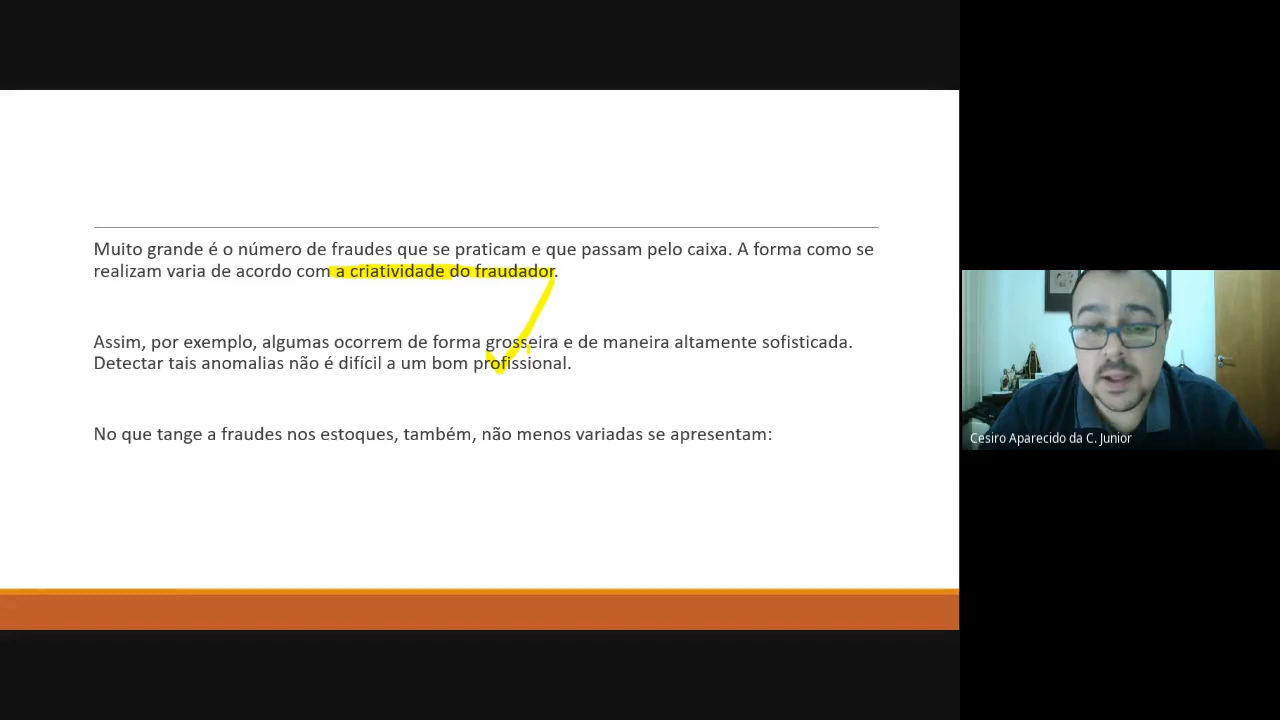 Muito grande é o número de fraudes que se praticam e que passam pelo caixa. A forma como se
realizam varia de acordo com a criatividade do fraudador.
Assim, por exemplo, algumas ocorrem de forma grosseira e de maneira altamente sofisticada.
Detectar tais anomalias não é difícil a um bom profissional.
No que tange a fraudes nos estoques, também, não menos variadas se apresentam:
Cesiro Aparecido da C. Junior